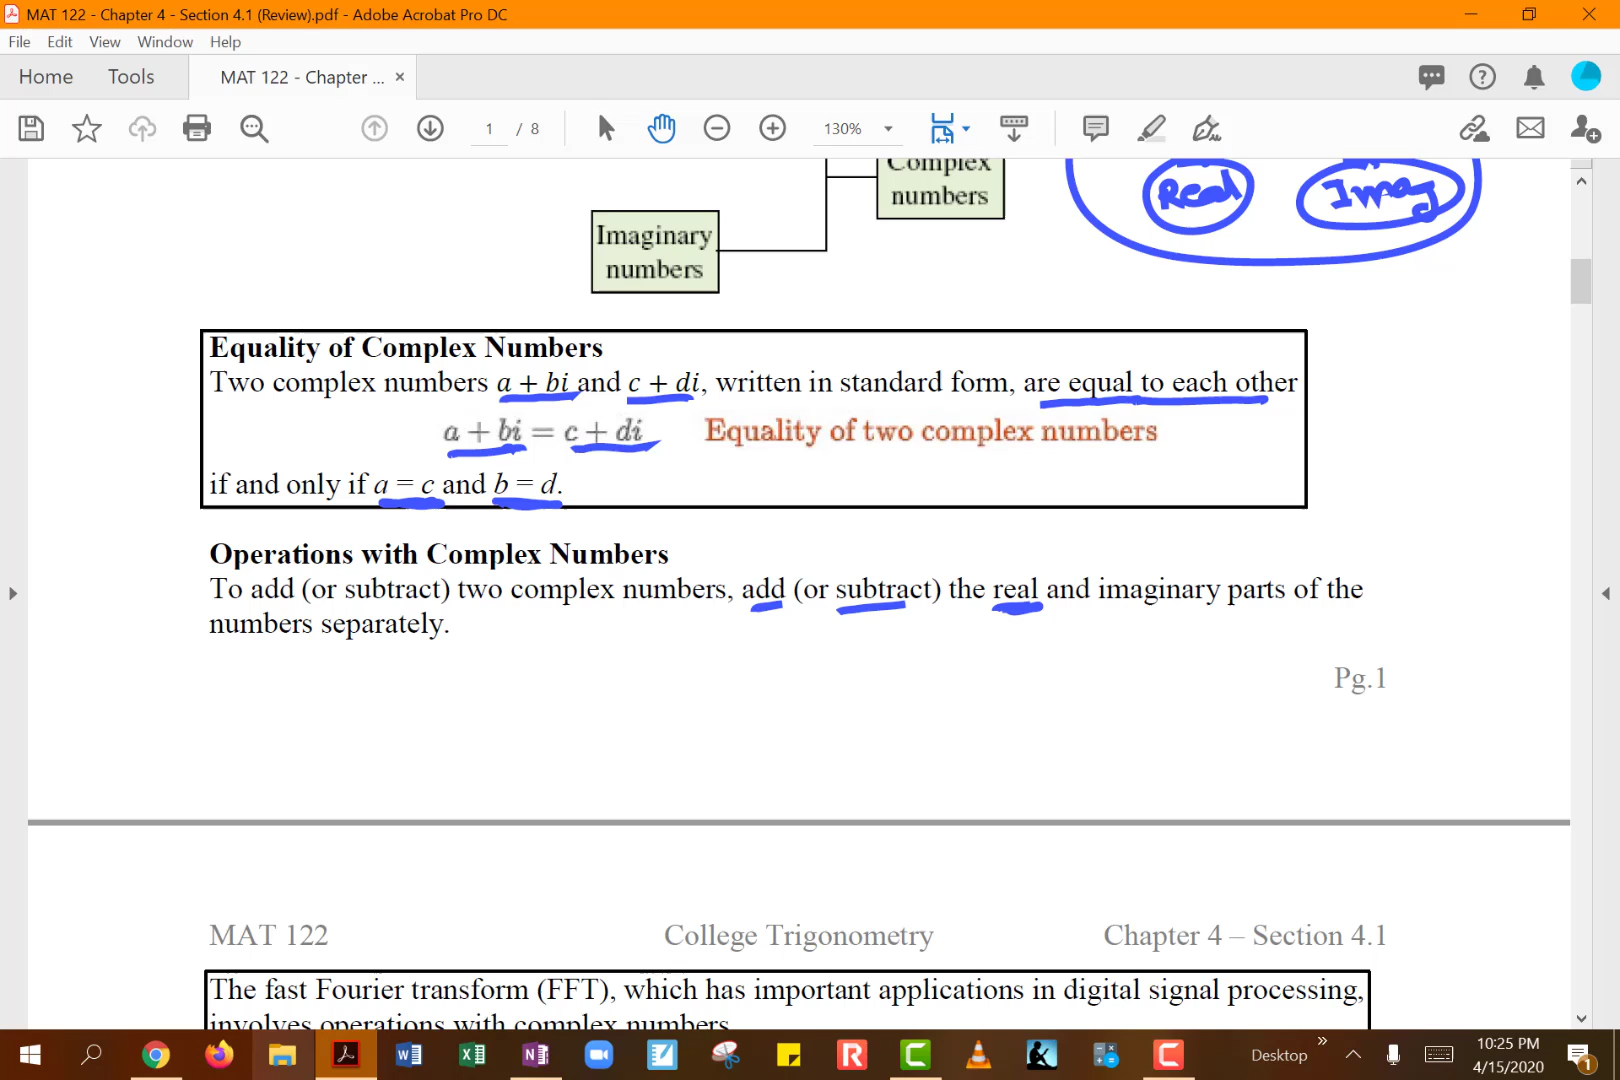 MAT 122 - Chapter 4 - Section 4.1 (Review).pdf - Adobe Acrobat Pro DC
File Edit View Window Help
Home Tools MAT 122 - Chapter ... ×
1 / 8 130%
Complex
numbers
Real Imag
Imaginary
numbers
Equality of Complex Numbers
Two complex numbers a + bi and c + di, written in standard form, are equal to each other
a + bi = c + di Equality of two complex numbers
if and only if a = c and b = d.
Operations with Complex Numbers
To add (or subtract) two complex numbers, add (or subtract) the real and imaginary parts of the
numbers separately.
Pg.1
MAT 122 College Trigonometry Chapter 4 – Section 4.1
The fast Fourier transform (FFT), which has important applications in digital signal processing,
involves operations with complex numbers.
Desktop 10:25 PM
4/15/2020 1